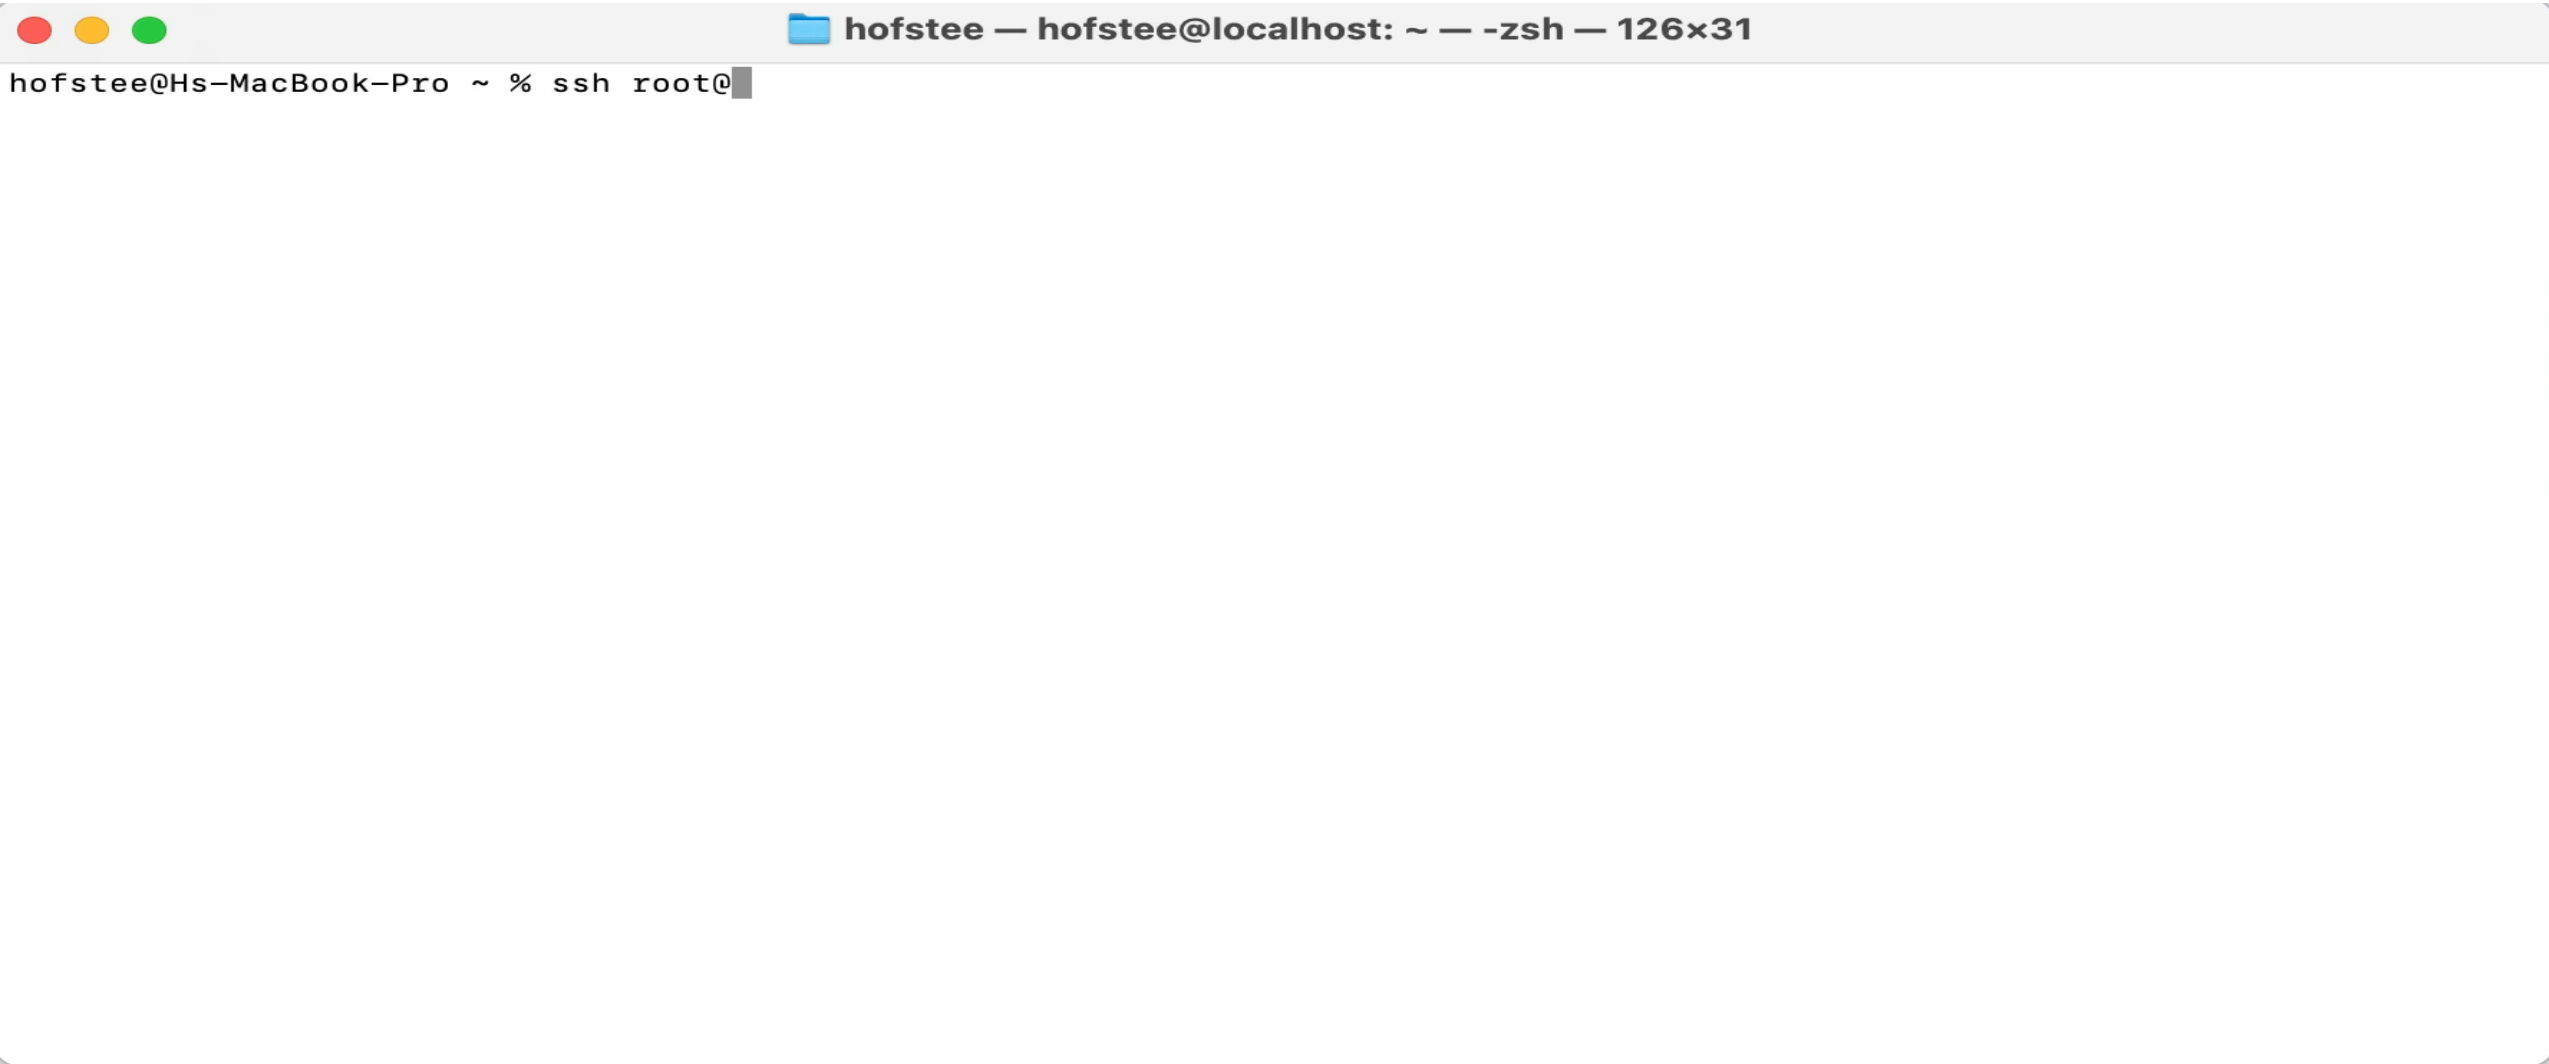 hofstee — hofstee@localhost: ~ — -zsh — 126×31
hofstee@Hs-MacBook-Pro ~ % ssh root@